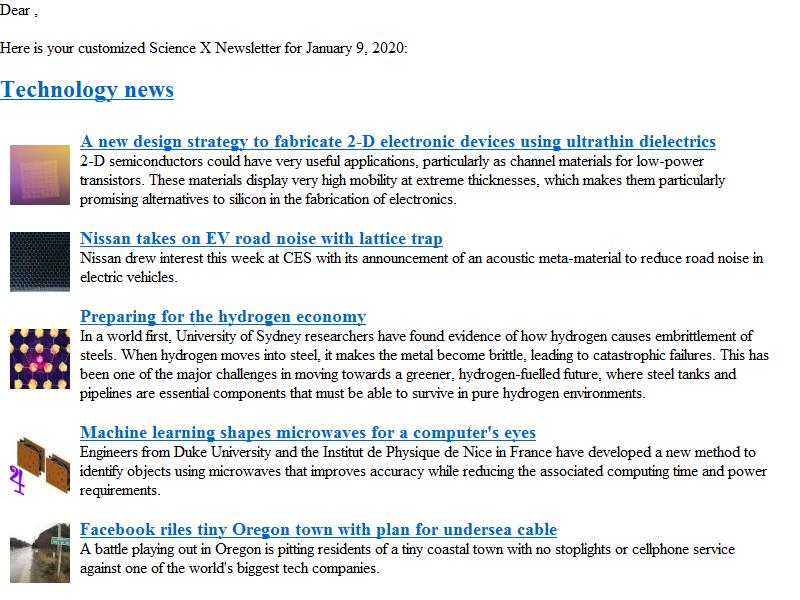 Dear ,
Here is your customized Science X Newsletter for January 9, 2020:
Technology news
A new design strategy to fabricate 2-D electronic devices using ultrathin dielectrics
2-D semiconductors could have very useful applications, particularly as channel materials for low-power
transistors. These materials display very high mobility at extreme thicknesses, which makes them particularly
promising alternatives to silicon in the fabrication of electronics.
Nissan takes on EV road noise with lattice trap
Nissan drew interest this week at CES with its announcement of an acoustic meta-material to reduce road noise in
electric vehicles.
Preparing for the hydrogen economy
In a world first, University of Sydney researchers have found evidence of how hydrogen causes embrittlement of
steels. When hydrogen moves into steel, it makes the metal become brittle, leading to catastrophic failures. This has
been one of the major challenges in moving towards a greener, hydrogen-fuelled future, where steel tanks and
pipelines are essential components that must be able to survive in pure hydrogen environments.
Machine learning shapes microwaves for a computer's eyes
Engineers from Duke University and the Institut de Physique de Nice in France have developed a new method to
identify objects using microwaves that improves accuracy while reducing the associated computing time and power
requirements.
Facebook riles tiny Oregon town with plan for undersea cable
A battle playing out in Oregon is pitting residents of a tiny coastal town with no stoplights or cellphone service
against one of the world's biggest tech companies.